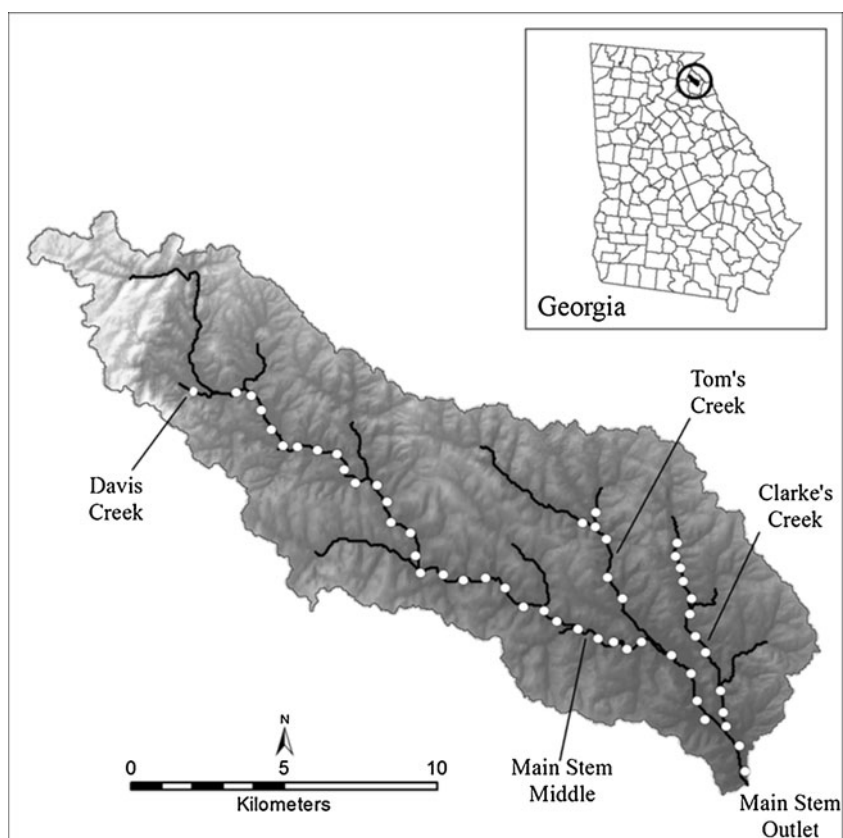 Georgia
Tom's
Creek
Clarke's
Creek
Davis
Creek
N
0 5 10
Kilometers
Main Stem
Middle
Main Stem
Outlet